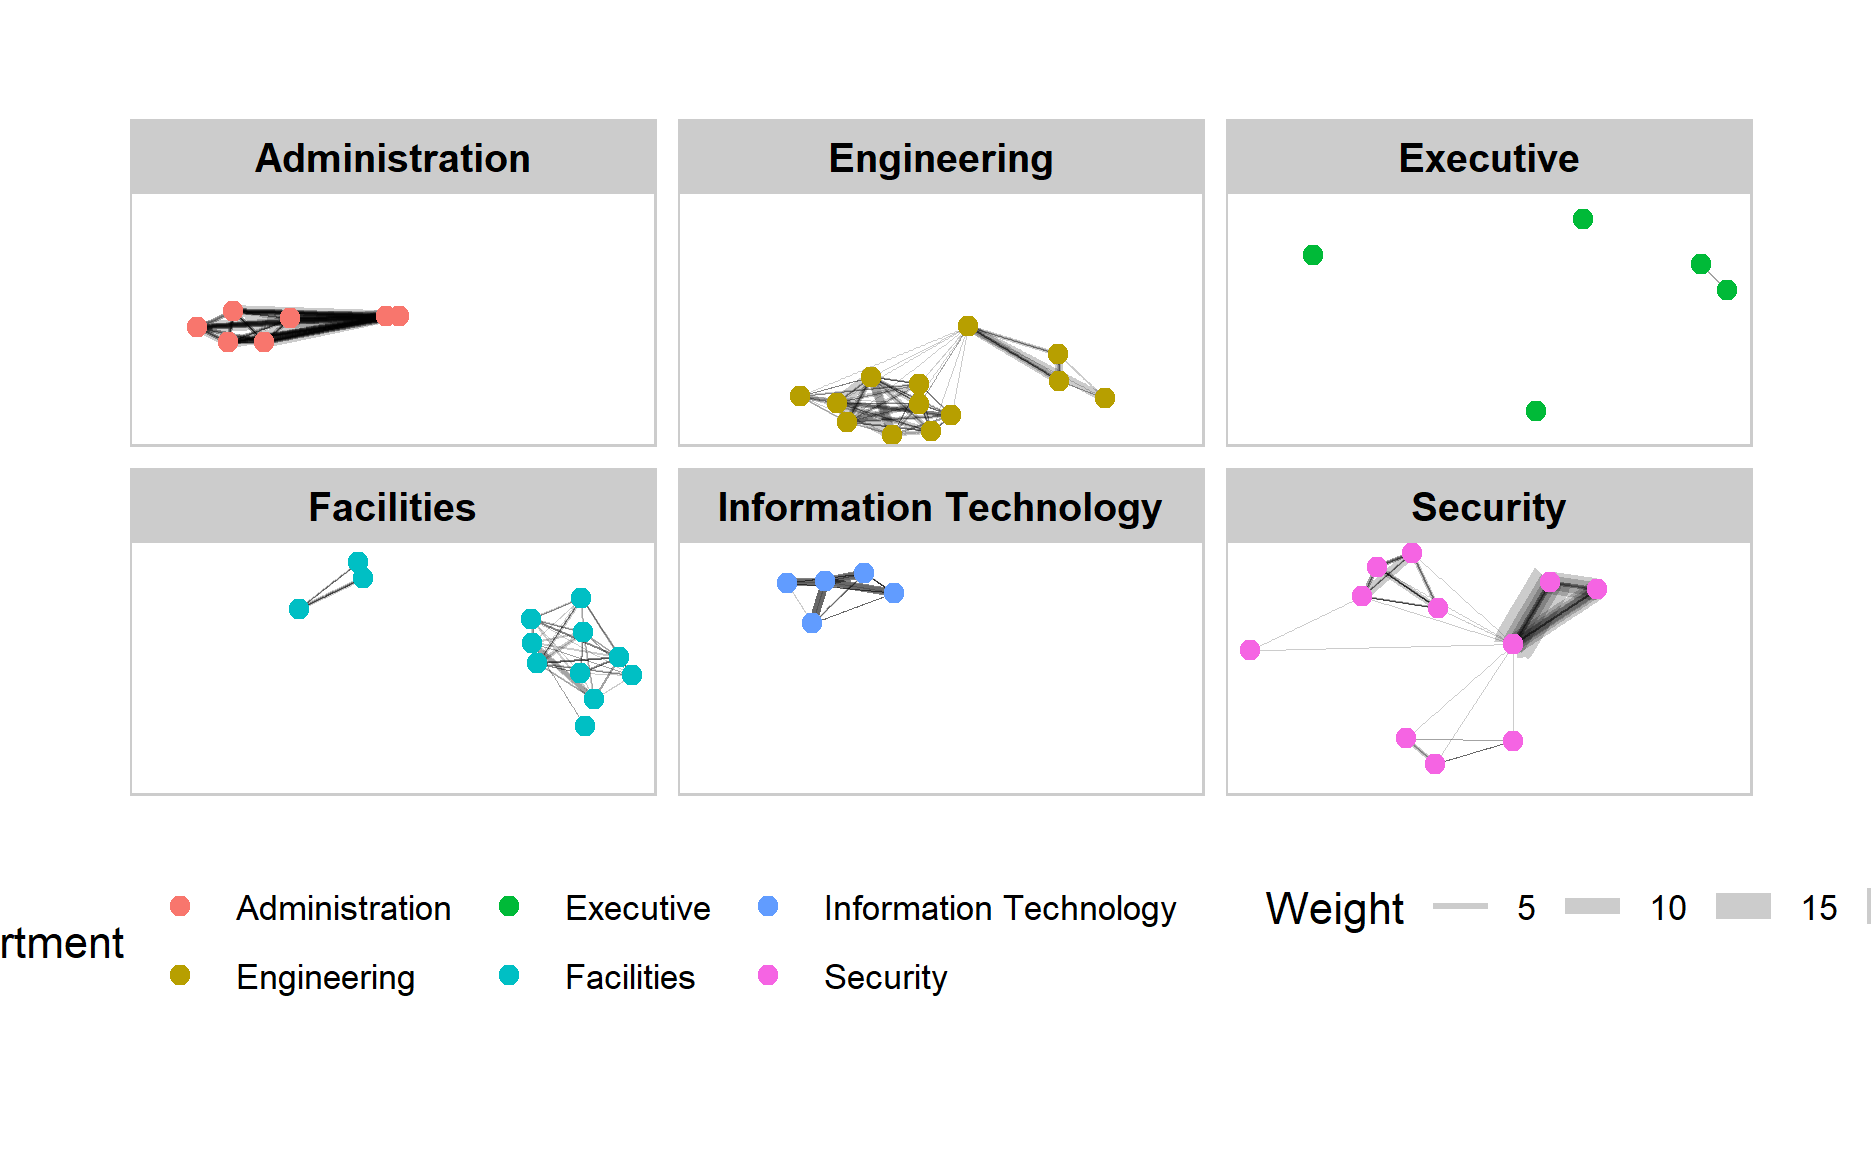 Administration
Engineering
Executive
Facilities
Information Technology
Security
rtment
Administration
Executive
Information Technology
Engineering
Facilities
Security
Weight
5
10
15